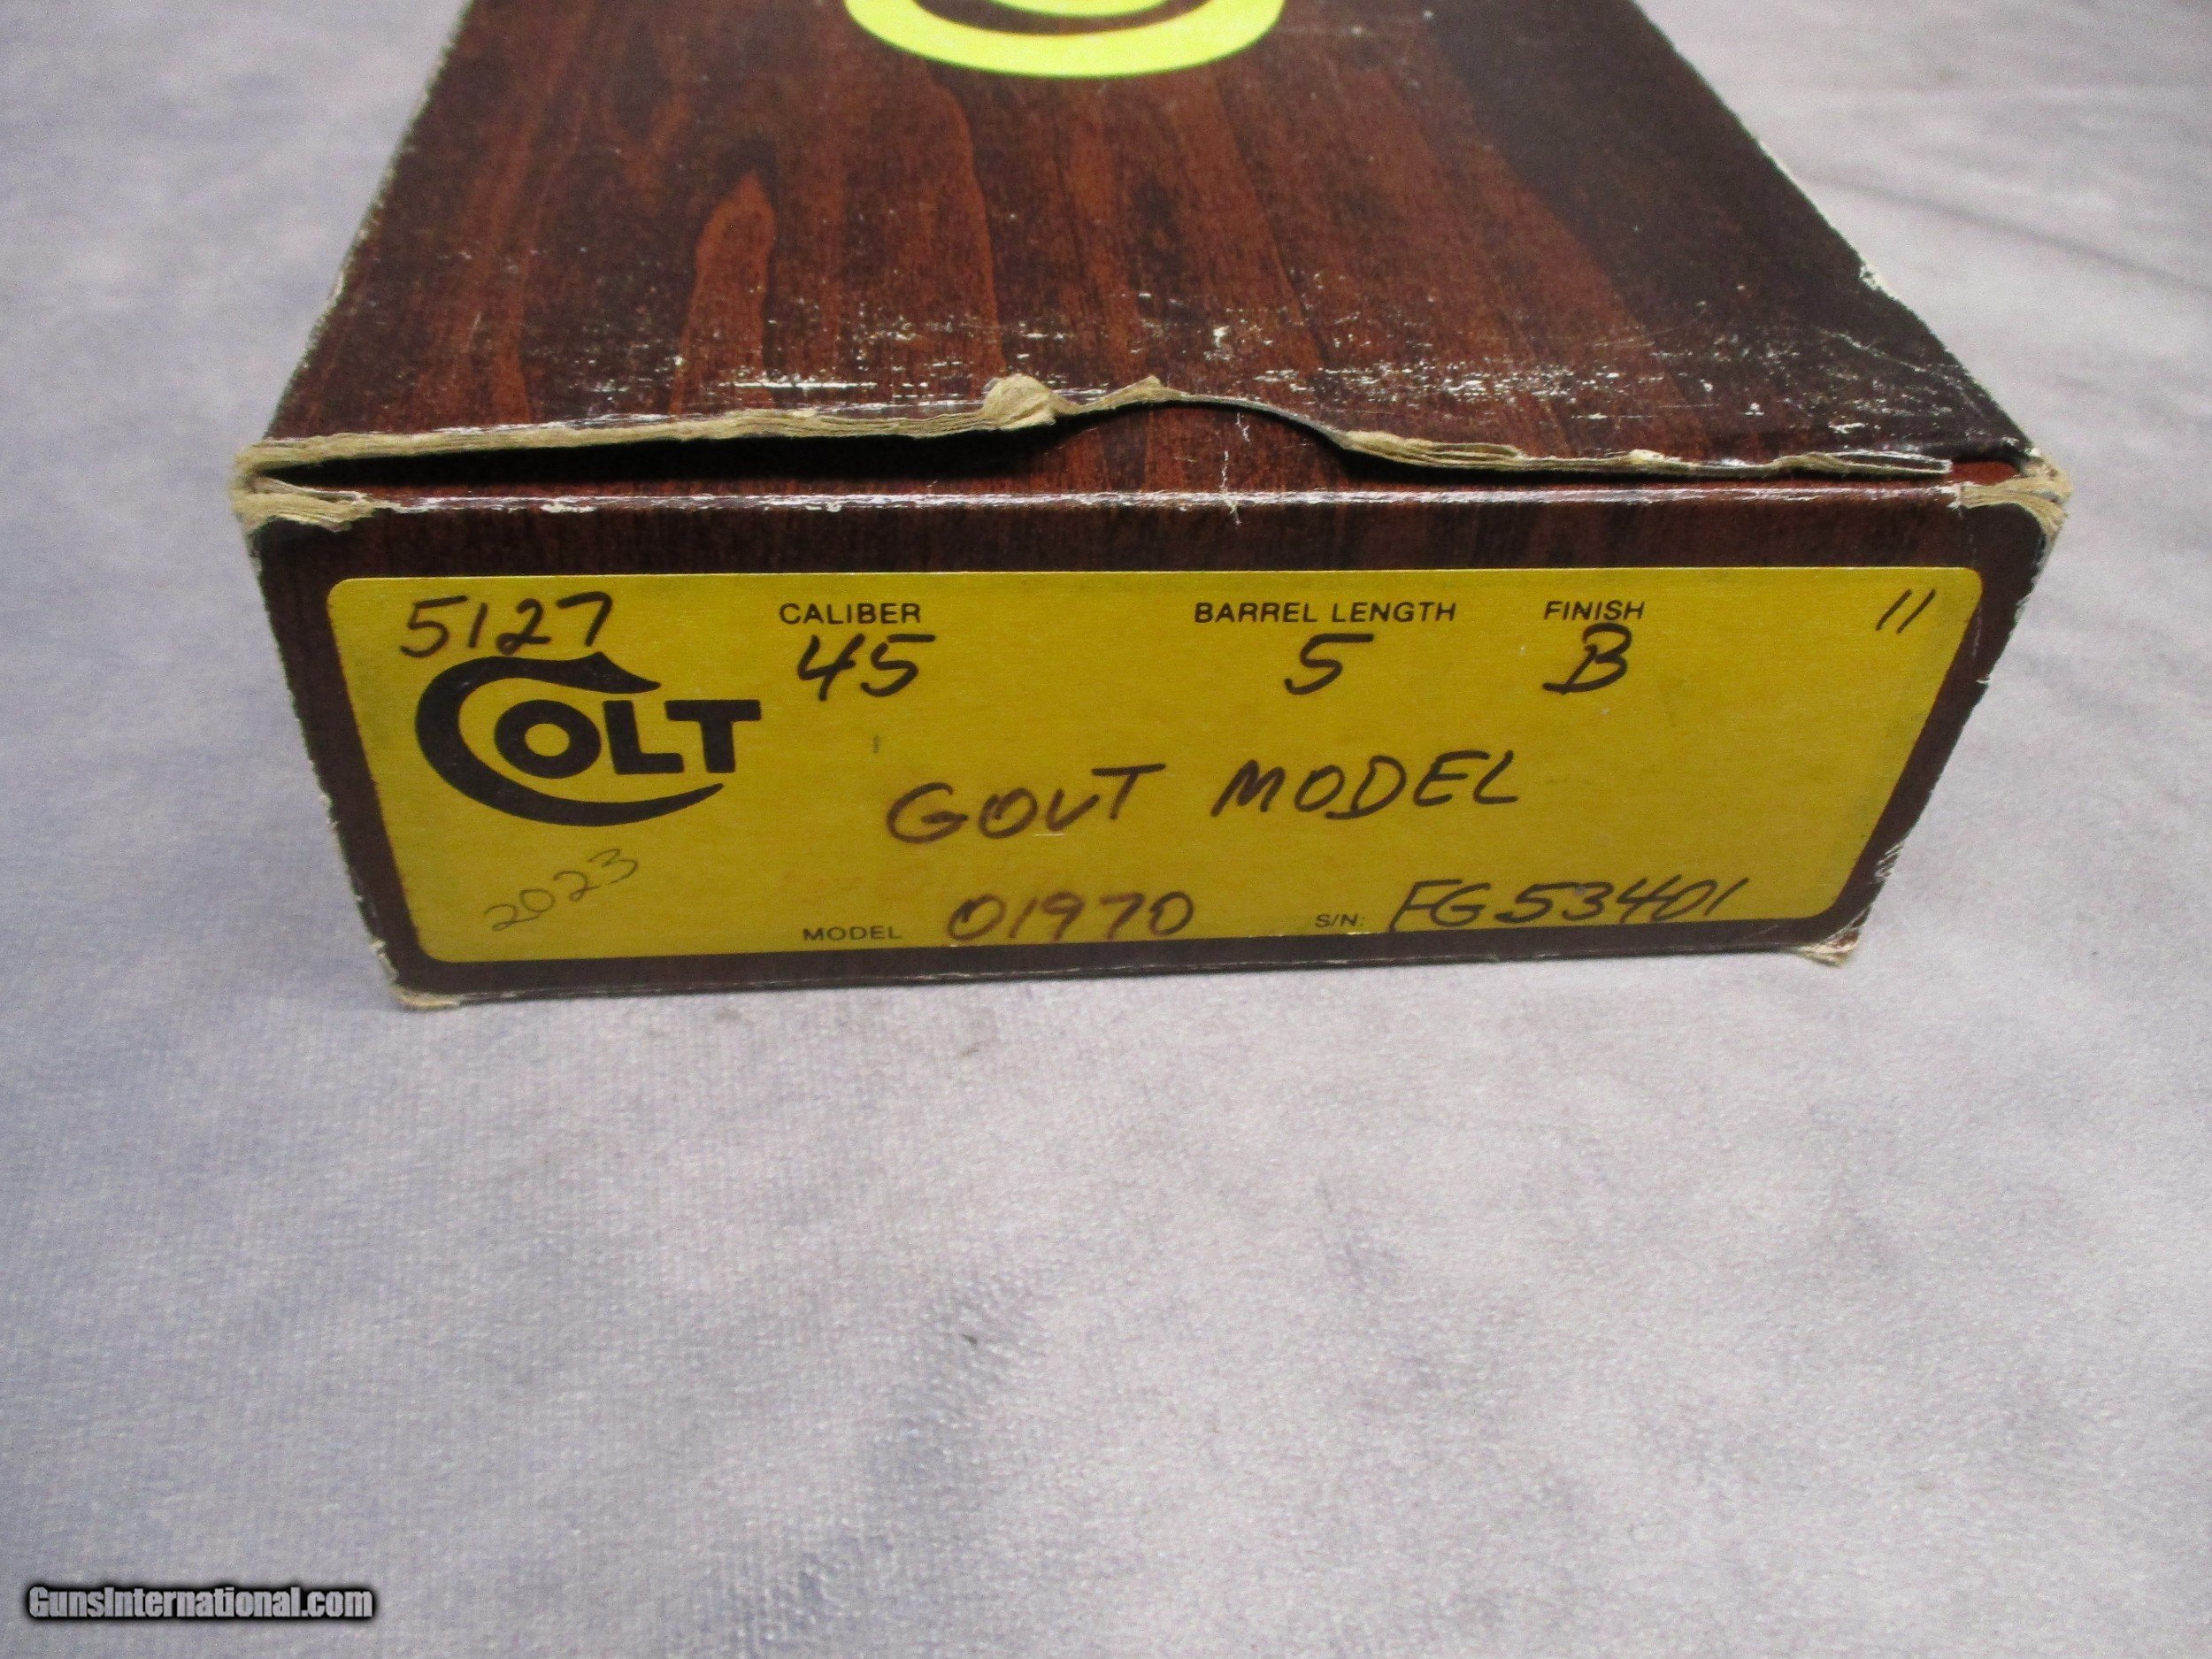 5127 CALIBER BARREL LENGTH FINISH 11
45 5 B
COLT
GOVT MODEL
2023
MODEL 01970 S/N: FG53401
GunsInternational.com